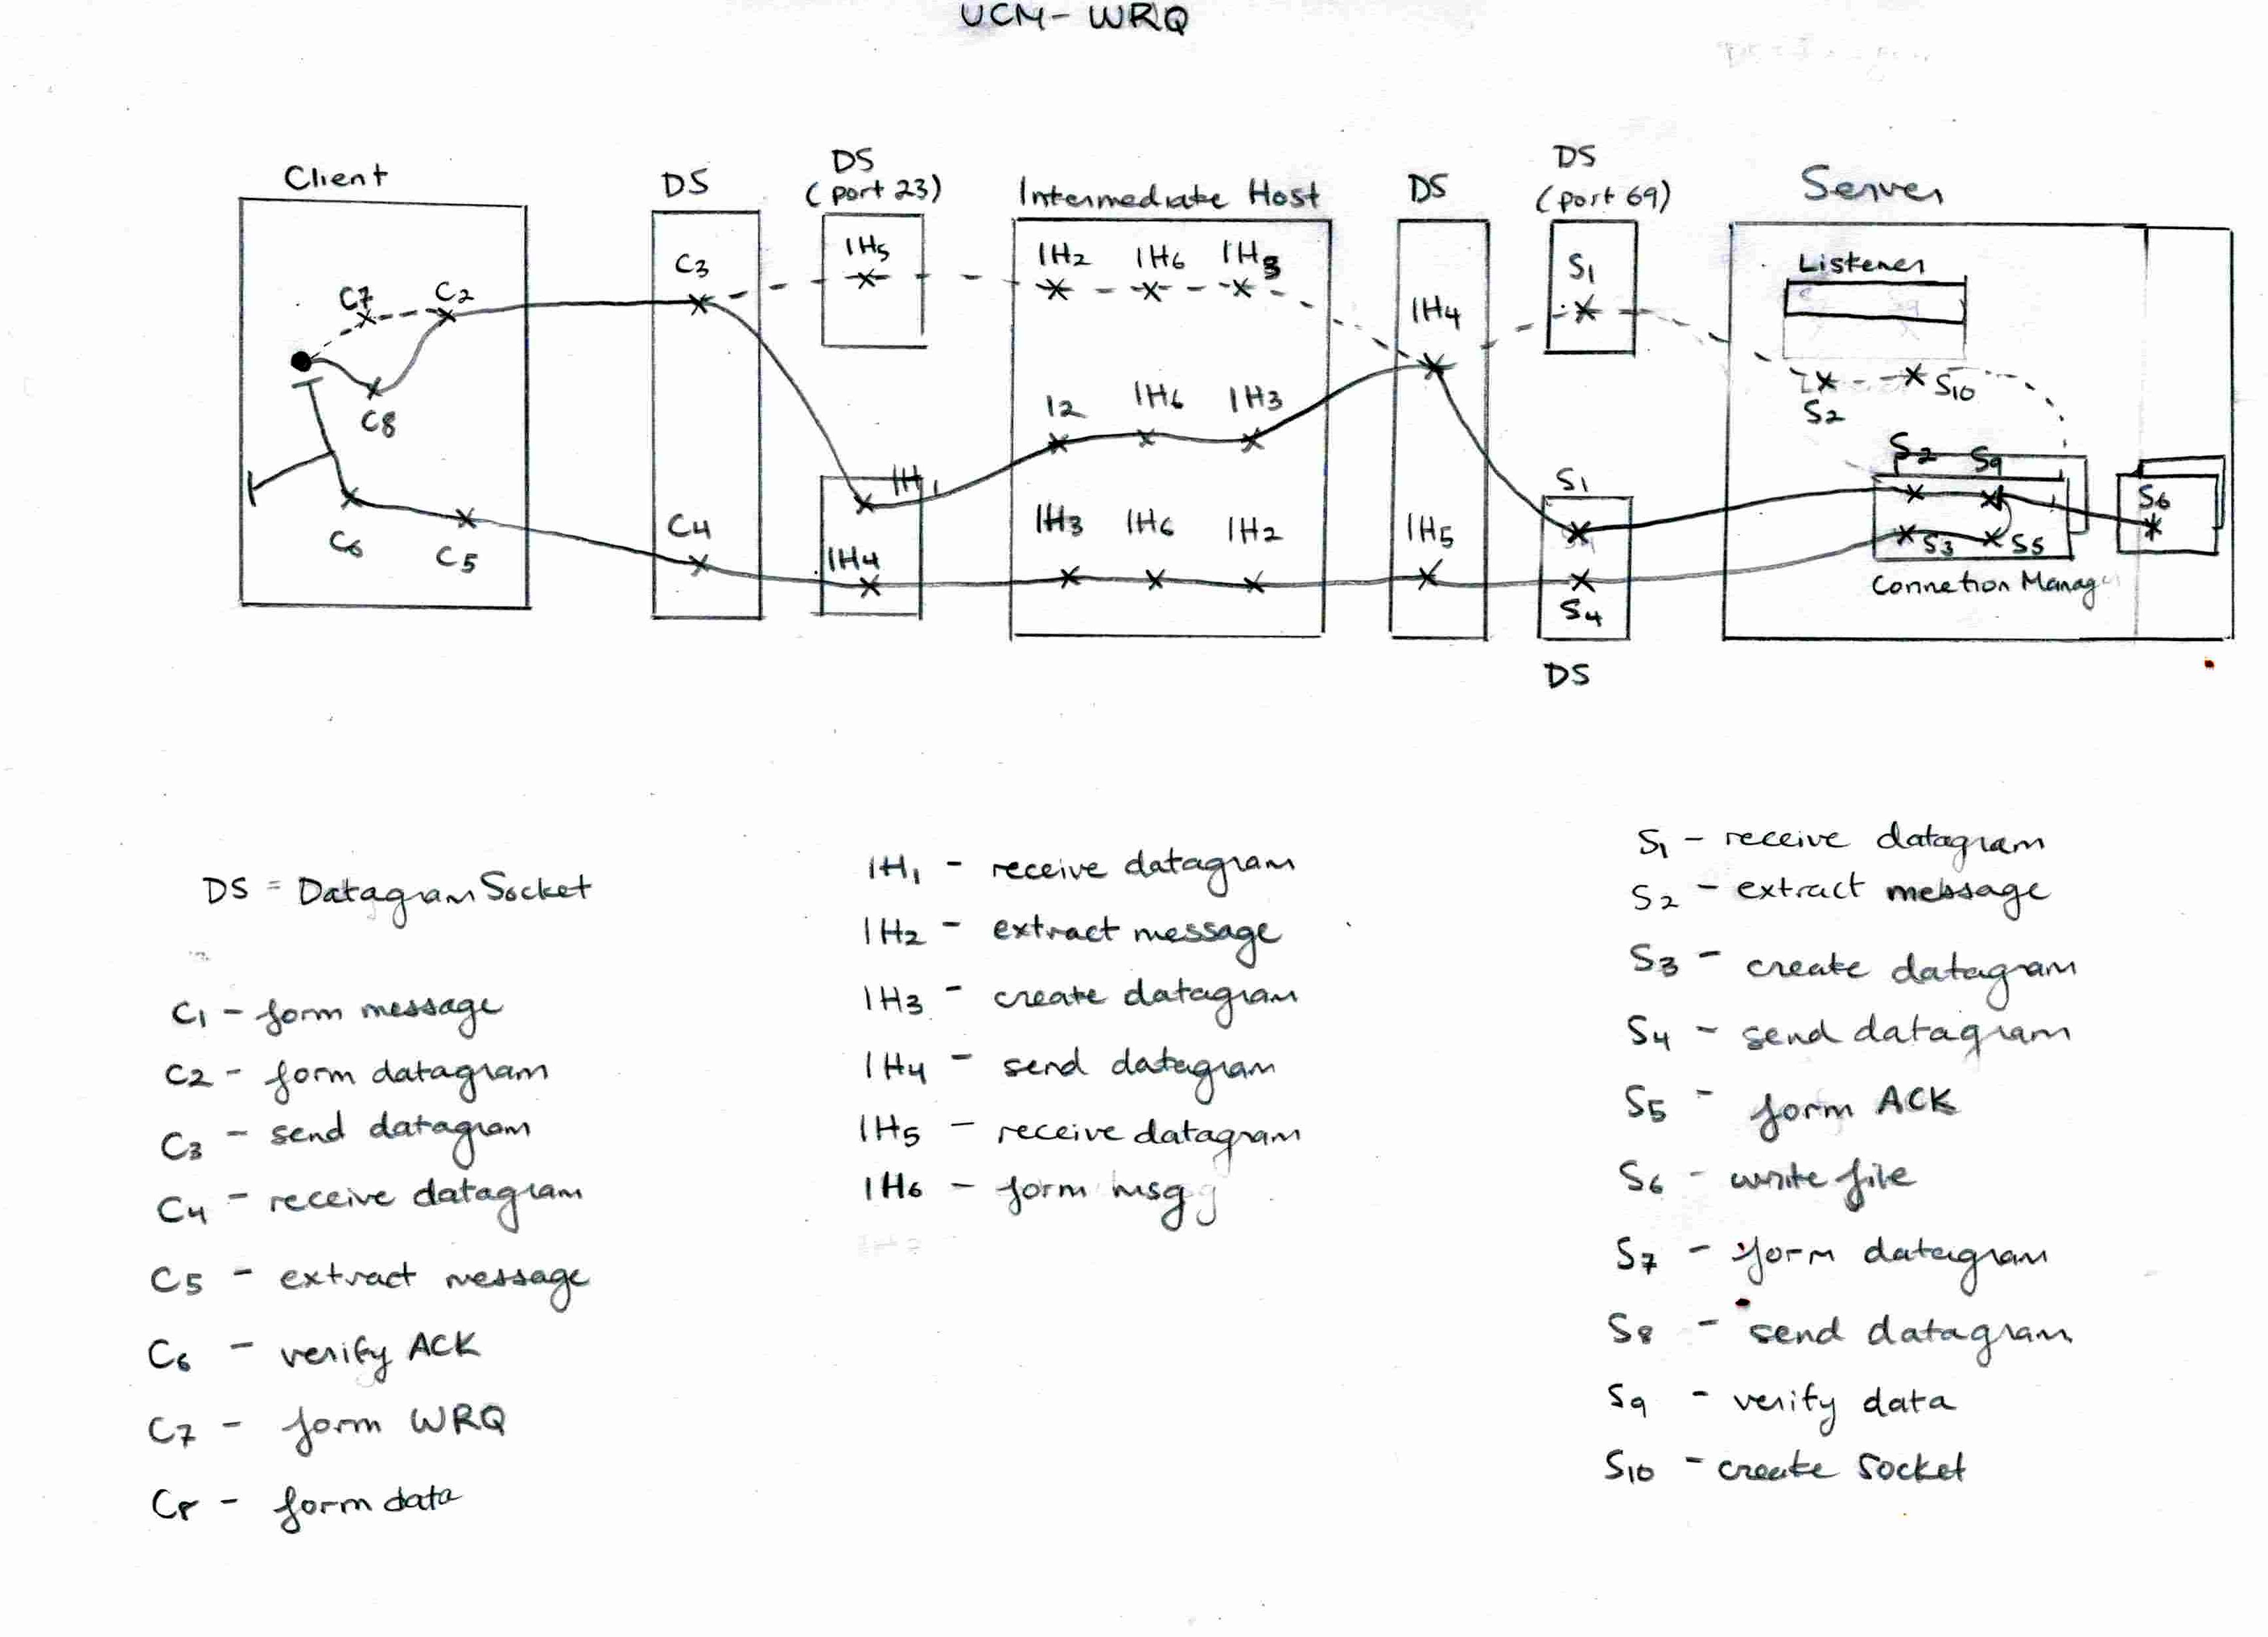 UCM - WRQ
Client
DS
DS
(port 23)
Intermediate Host
DS
DS
(port 69)
Server
C7
C2
C8
C6
C5
C3
C4
IH5
IH1
IH4
IH2 IH6 IH3
I2 IH6 IH3
IH3 IH6 IH2
IH4
IH5
S1
S1
S4
DS
Listener
S2
S10
S2 S9
S3 S5
S6
Connetion Manag
DS = Datagram Socket
C1 - form message
C2 - form datagram
C3 - send datagram
C4 - receive datagram
C5 - extract message
C6 - verify ACK
C7 - form WRQ
C8 - form data
IH1 - receive datagram
IH2 - extract message
IH3 - create datagram
IH4 - send datagram
IH5 - receive datagram
IH6 - form msg
S1 - receive datagram
S2 - extract message
S3 - create datagram
S4 - send datagram
S5 - form ACK
S6 - write file
S7 - form datagram
S8 - send datagram
S9 - verify data
S10 - create socket